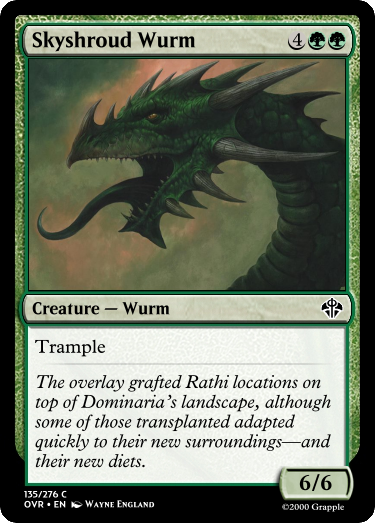 Skyshroud Wurm 4
Creature — Wurm
Trample
The overlay grafted Rathi locations on
top of Dominaria's landscape, although
some of those transplanted adapted
quickly to their new surroundings—and
their new diets.
6/6
135/276 C
OVR • EN Wayne England
©2000 Grapple